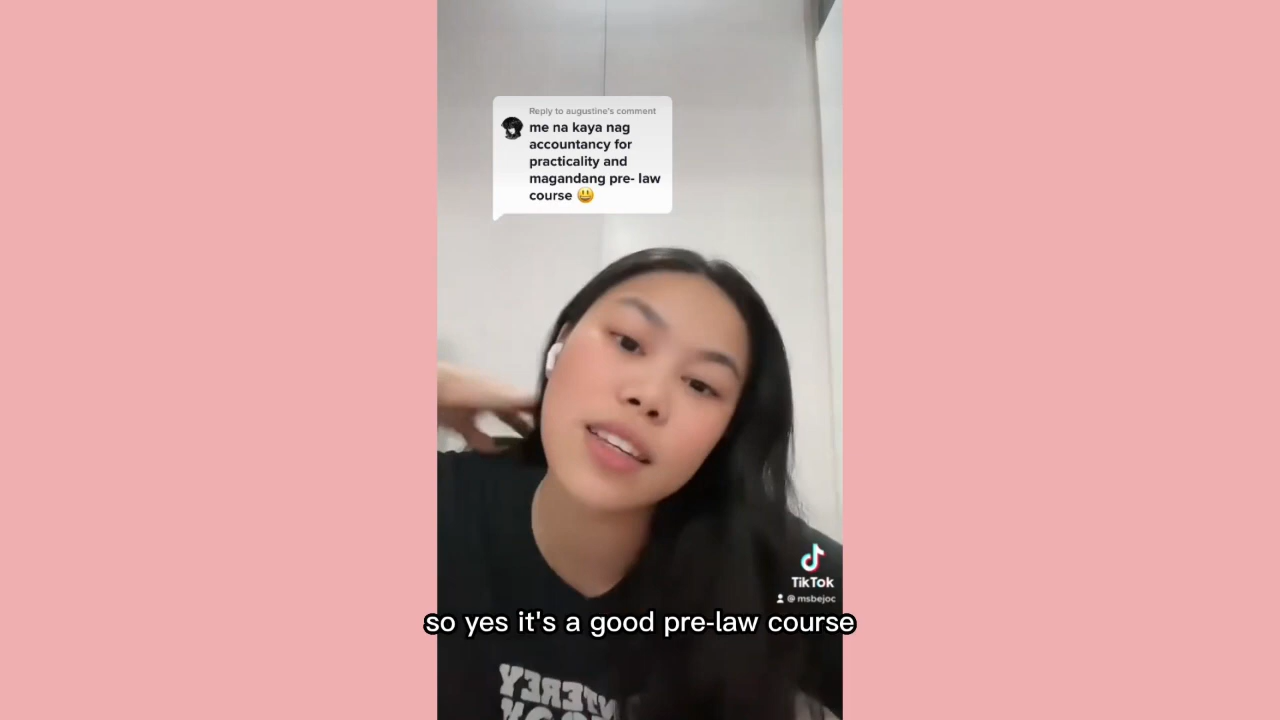 Reply to augustine's comment
me na kaya nag
accountancy for
practicality and
magandang pre- law
course 😃
TikTok
@ msbejoc
so yes it's a good pre-law course